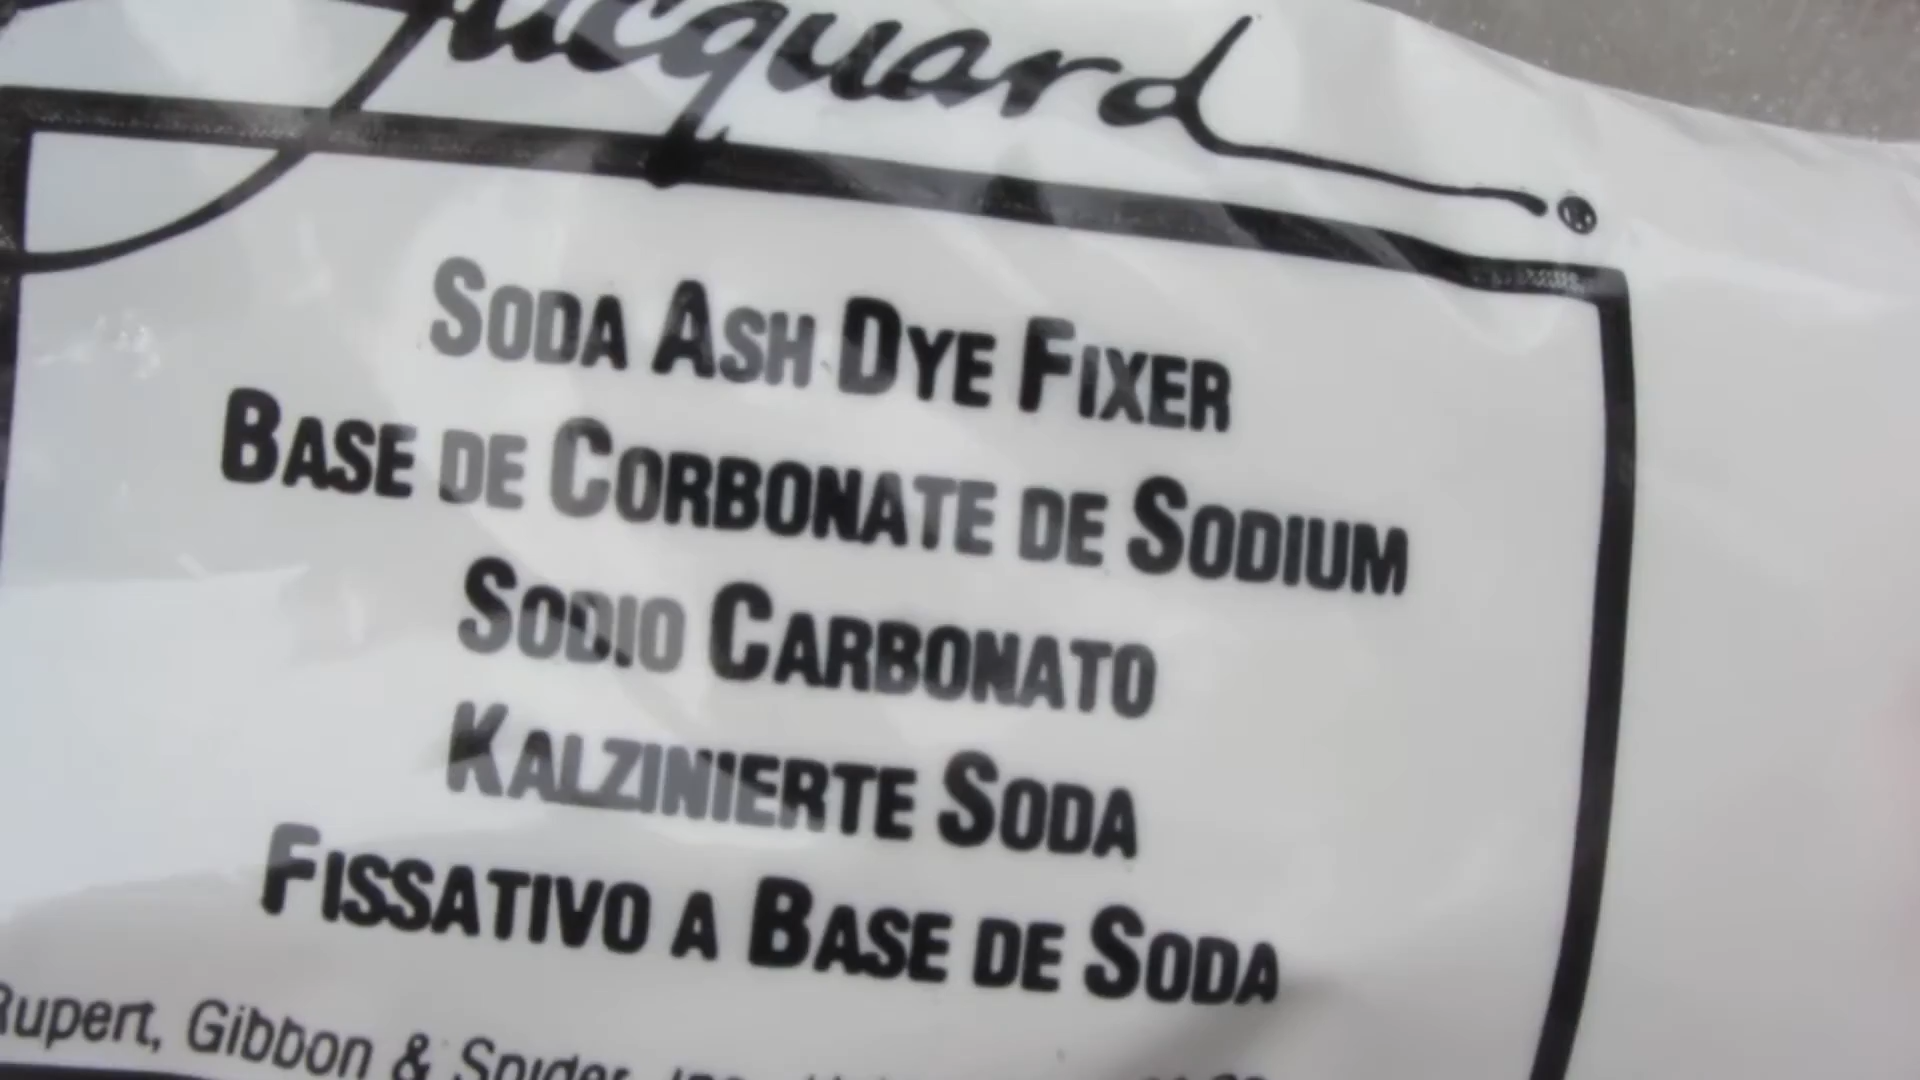 Jacquard®
SODA ASH DYE FIXER
BASE DE CORBONATE DE SODIUM
SODIO CARBONATO
KALZINIERTE SODA
FISSATIVO A BASE DE SODA
Rupert, Gibbon & Spider,